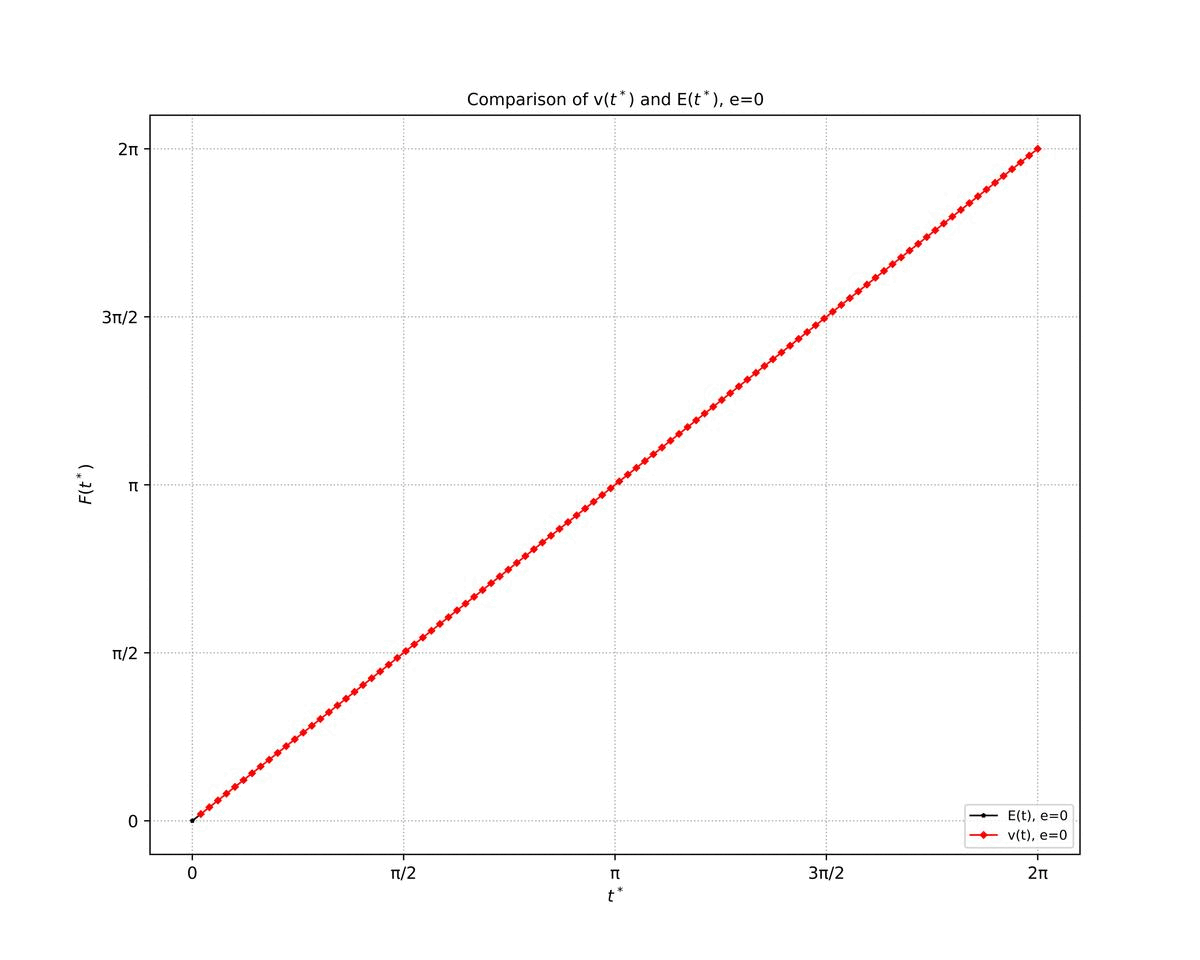 Comparison of v(t*) and E(t*), e=0
2π
3π/2
π
π/2
0
F(t*)
0 π/2 π 3π/2 2π
t*
E(t), e=0
v(t), e=0